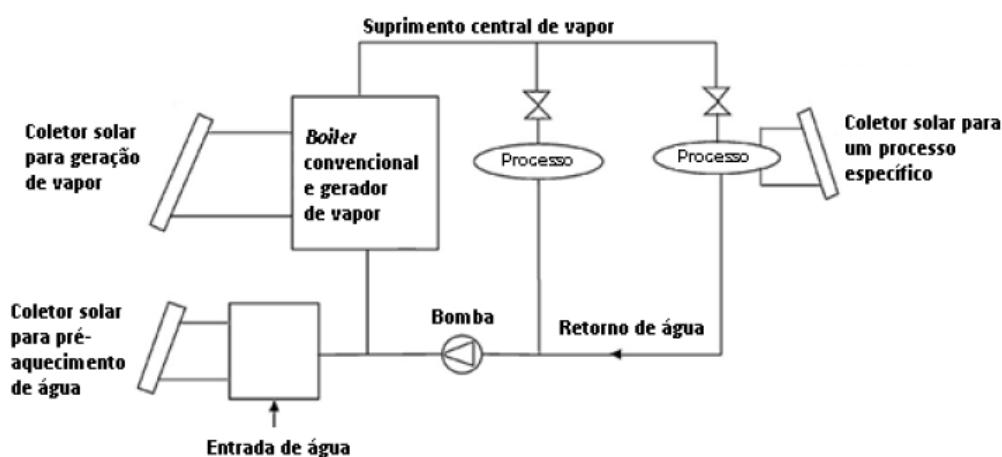 Suprimento central de vapor
Coletor solar
para geração
de vapor
Boiler
convencional
e gerador
de vapor
Processo
Processo
Coletor solar para
um processo
específico
Coletor solar
para pré-
aquecimento
de água
Bomba
Retorno de água
Entrada de água